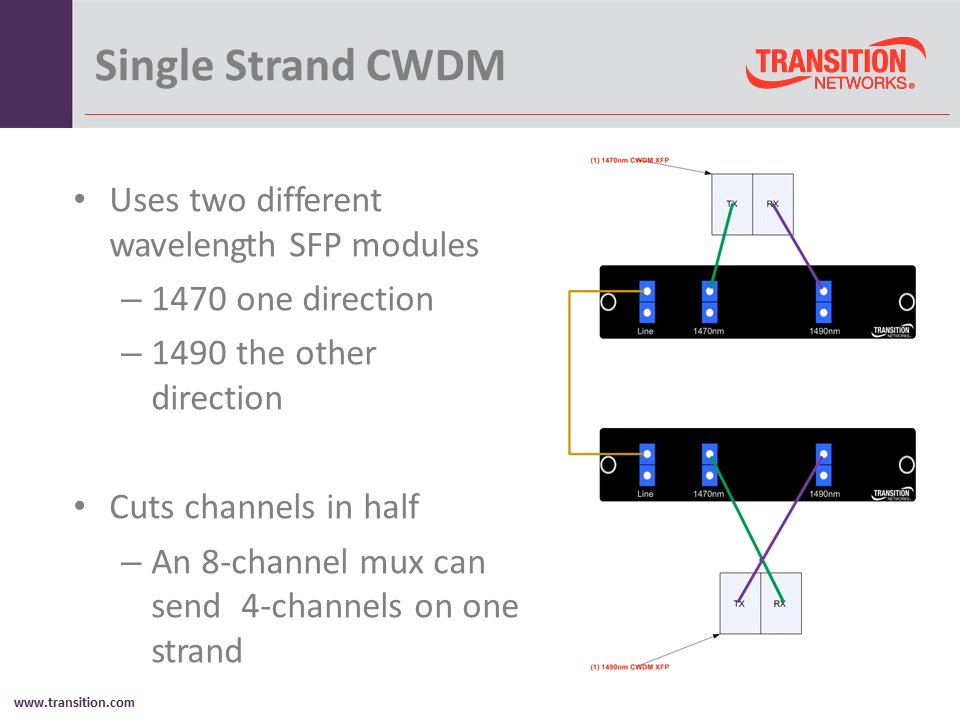 Single Strand CWDM
TRANSITION
NETWORKS®
• Uses two different
wavelength SFP modules
– 1470 one direction
– 1490 the other
direction
• Cuts channels in half
– An 8-channel mux can
send 4-channels on one
strand
(1) 1470nm CWDM XFP
TX RX
Line 1470nm 1490nm
TRANSITION
NETWORKS
Line 1470nm 1490nm
TRANSITION
NETWORKS
TX RX
(1) 1490nm CWDM XFP
www.transition.com